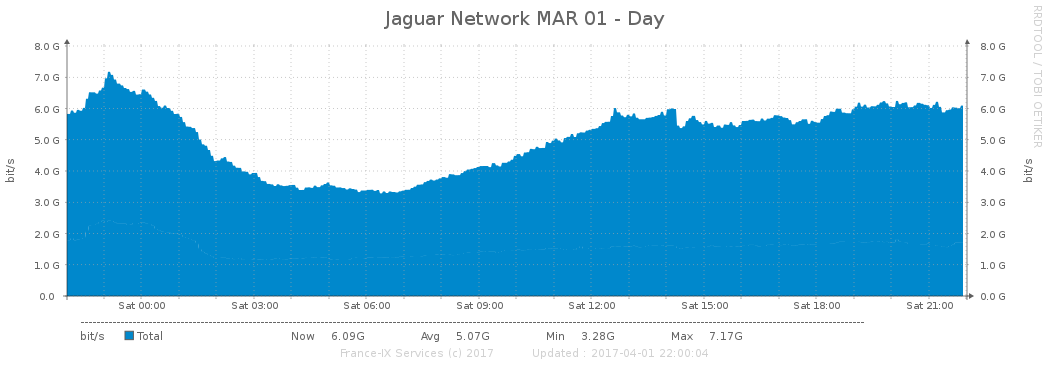 Jaguar Network MAR 01 - Day
RRDTOOL / TOBI OETIKER
8.0 G 8.0 G
7.0 G 7.0 G
6.0 G 6.0 G
5.0 G 5.0 G
4.0 G 4.0 G
3.0 G 3.0 G
2.0 G 2.0 G
1.0 G 1.0 G
0.0 0.0 G
bit/s
bit/s
Sat 00:00 Sat 03:00 Sat 06:00 Sat 09:00 Sat 12:00 Sat 15:00 Sat 18:00 Sat 21:00
bit/s Total Now 6.09G Avg 5.07G Min 3.28G Max 7.17G
France-IX Services (c) 2017 Updated : 2017-04-01 22:00:04